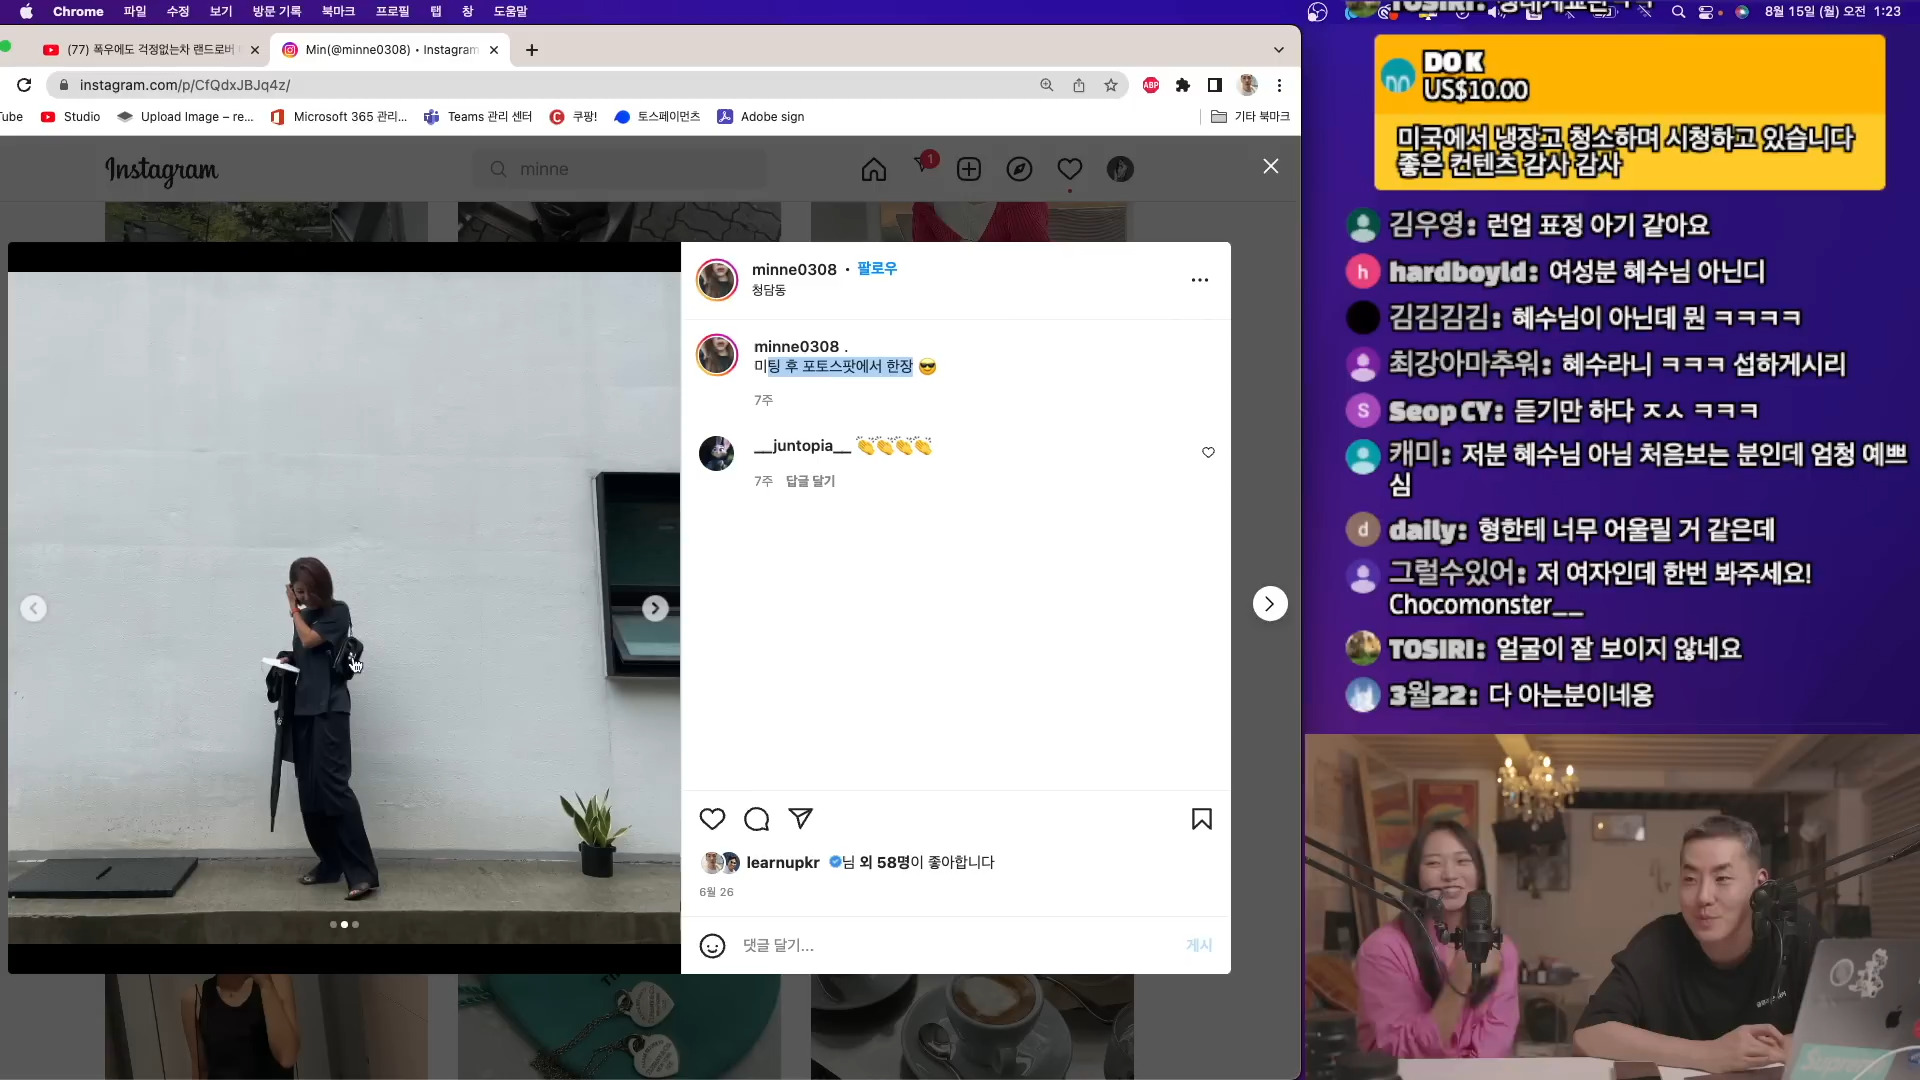 Chrome 파일 수정 보기 방문 기록 북마크 프로필 탭 창 도움말
8월 15일 (월) 오전 1:23
(77) 폭우에도 걱정없는차 랜드로버
Min(@minne0308) • Instagram
instagram.com/p/CfQdxJBJq4z/
ABP
Tube Studio Upload Image – re... Microsoft 365 관리... Teams 관리 센터 쿠팡! 토스페이먼츠 Adobe sign 기타 북마크
Instagram
minne
1
minne0308 • 팔로우
청담동
minne0308 .
미팅 후 포토스팟에서 한장 😎
7주
__juntopia__ 👏👏👏👏
7주 답글 달기
learnupkr 님 외 58명이 좋아합니다
6월 26
댓글 달기...
게시
TOSIRI:
DO K
US$10.00
미국에서 냉장고 청소하며 시청하고 있습니다
좋은 컨텐츠 감사 감사
김우영: 런업 표정 아기 같아요
hardboyld: 여성분 혜수님 아닌디
김김김김: 혜수님이 아닌데 뭔 ㅋㅋㅋㅋ
최강아마추워: 혜수라니 ㅋㅋㅋ 섭하게시리
Seop CY: 듣기만 하다 ㅈㅅ ㅋㅋㅋ
캐미: 저분 혜수님 아님 처음보는 분인데 엄청 예쁘
심
daily: 형한테 너무 어울릴 거 같은데
그럴수있어: 저 여자인데 한번 봐주세요!
Chocomonster__
TOSIRI: 얼굴이 잘 보이지 않네요
3월22: 다 아는분이네옹
Supreme